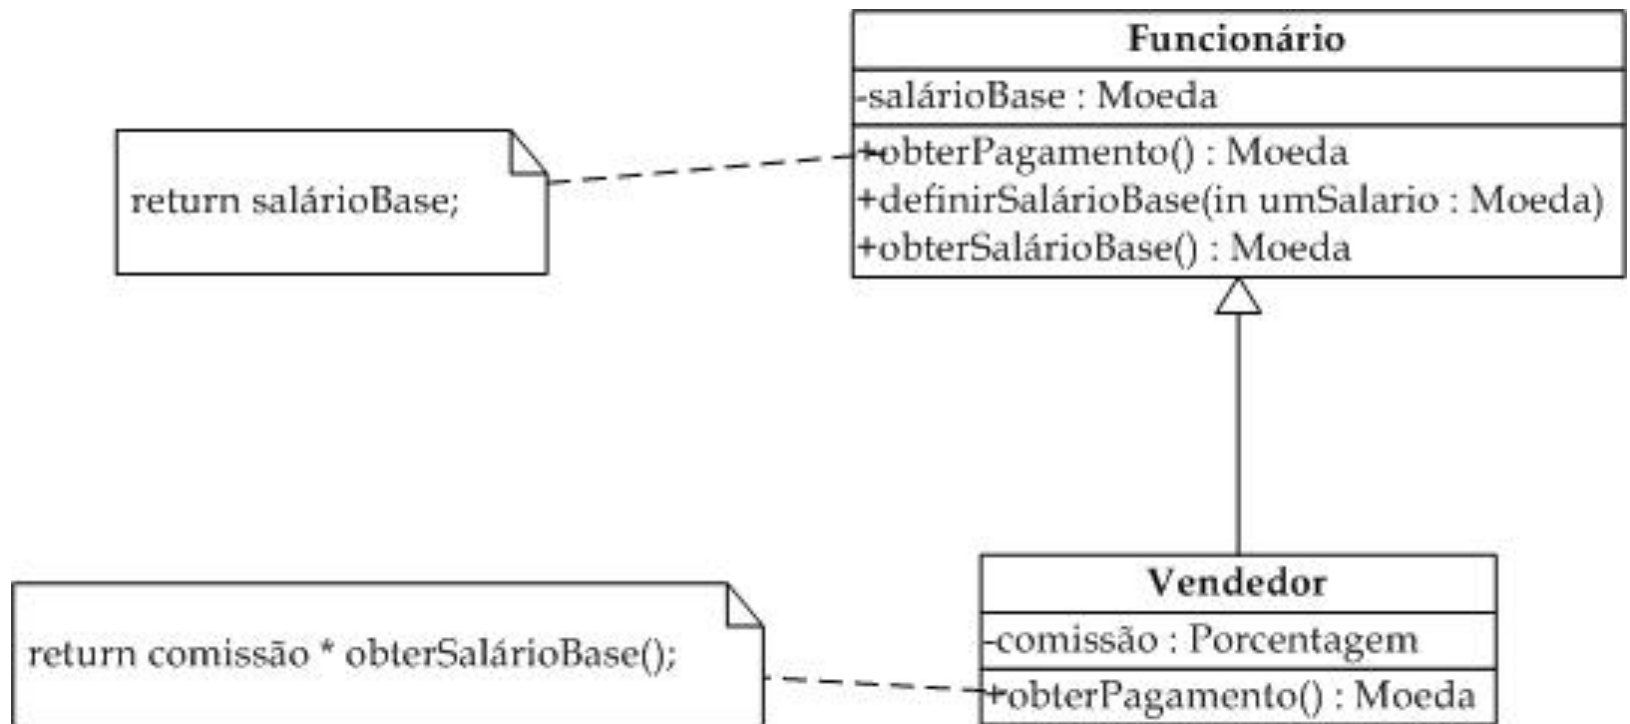 Funcionário
-salárioBase : Moeda
+obterPagamento() : Moeda
+definirSalárioBase(in umSalario : Moeda)
+obterSalárioBase() : Moeda
return salárioBase;
Vendedor
-comissão : Porcentagem
+obterPagamento() : Moeda
return comissão * obterSalárioBase();